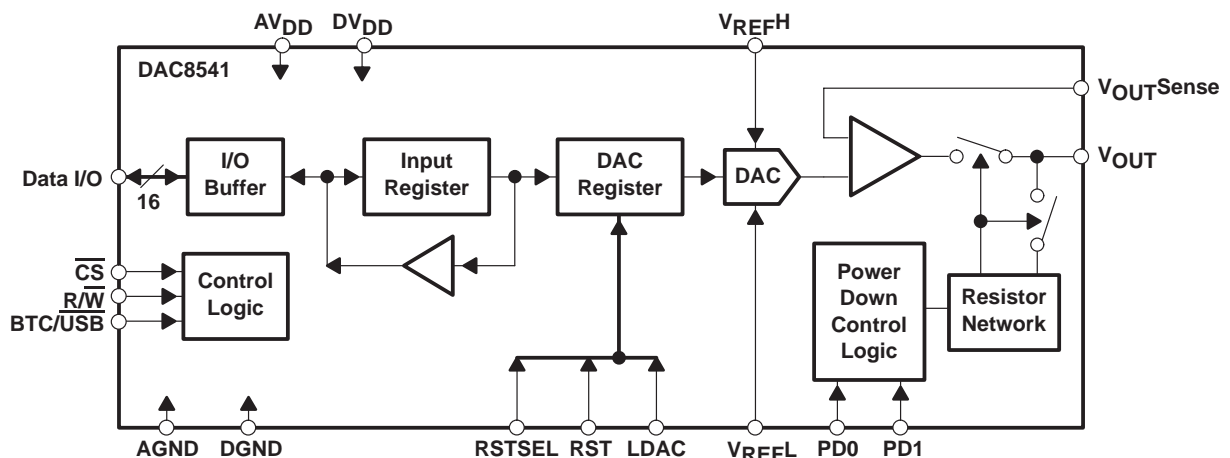 AVDD DVDD VREFH
DAC8541
VOUTSense
Data I/O
16
I/O
Buffer
Input
Register
DAC
Register
DAC
VOUT
CS
R/W
BTC/USB
Control
Logic
Power
Down
Control
Logic
Resistor
Network
AGND DGND RSTSEL RST LDAC VREFL PD0 PD1